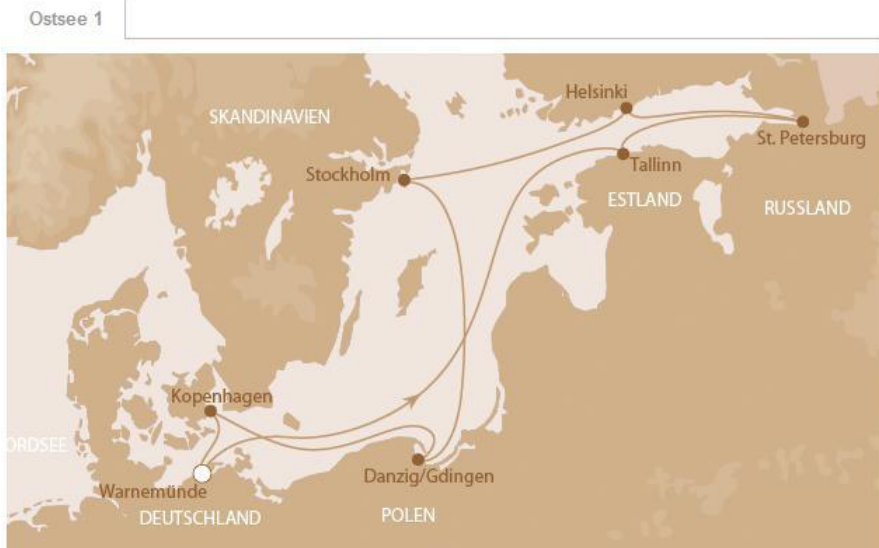 Ostsee 1
Helsinki
SKANDINAVIEN
St. Petersburg
Stockholm
Tallinn
ESTLAND
RUSSLAND
Kopenhagen
ORDSEE
Danzig/Gdingen
Warnemünde
DEUTSCHLAND
POLEN